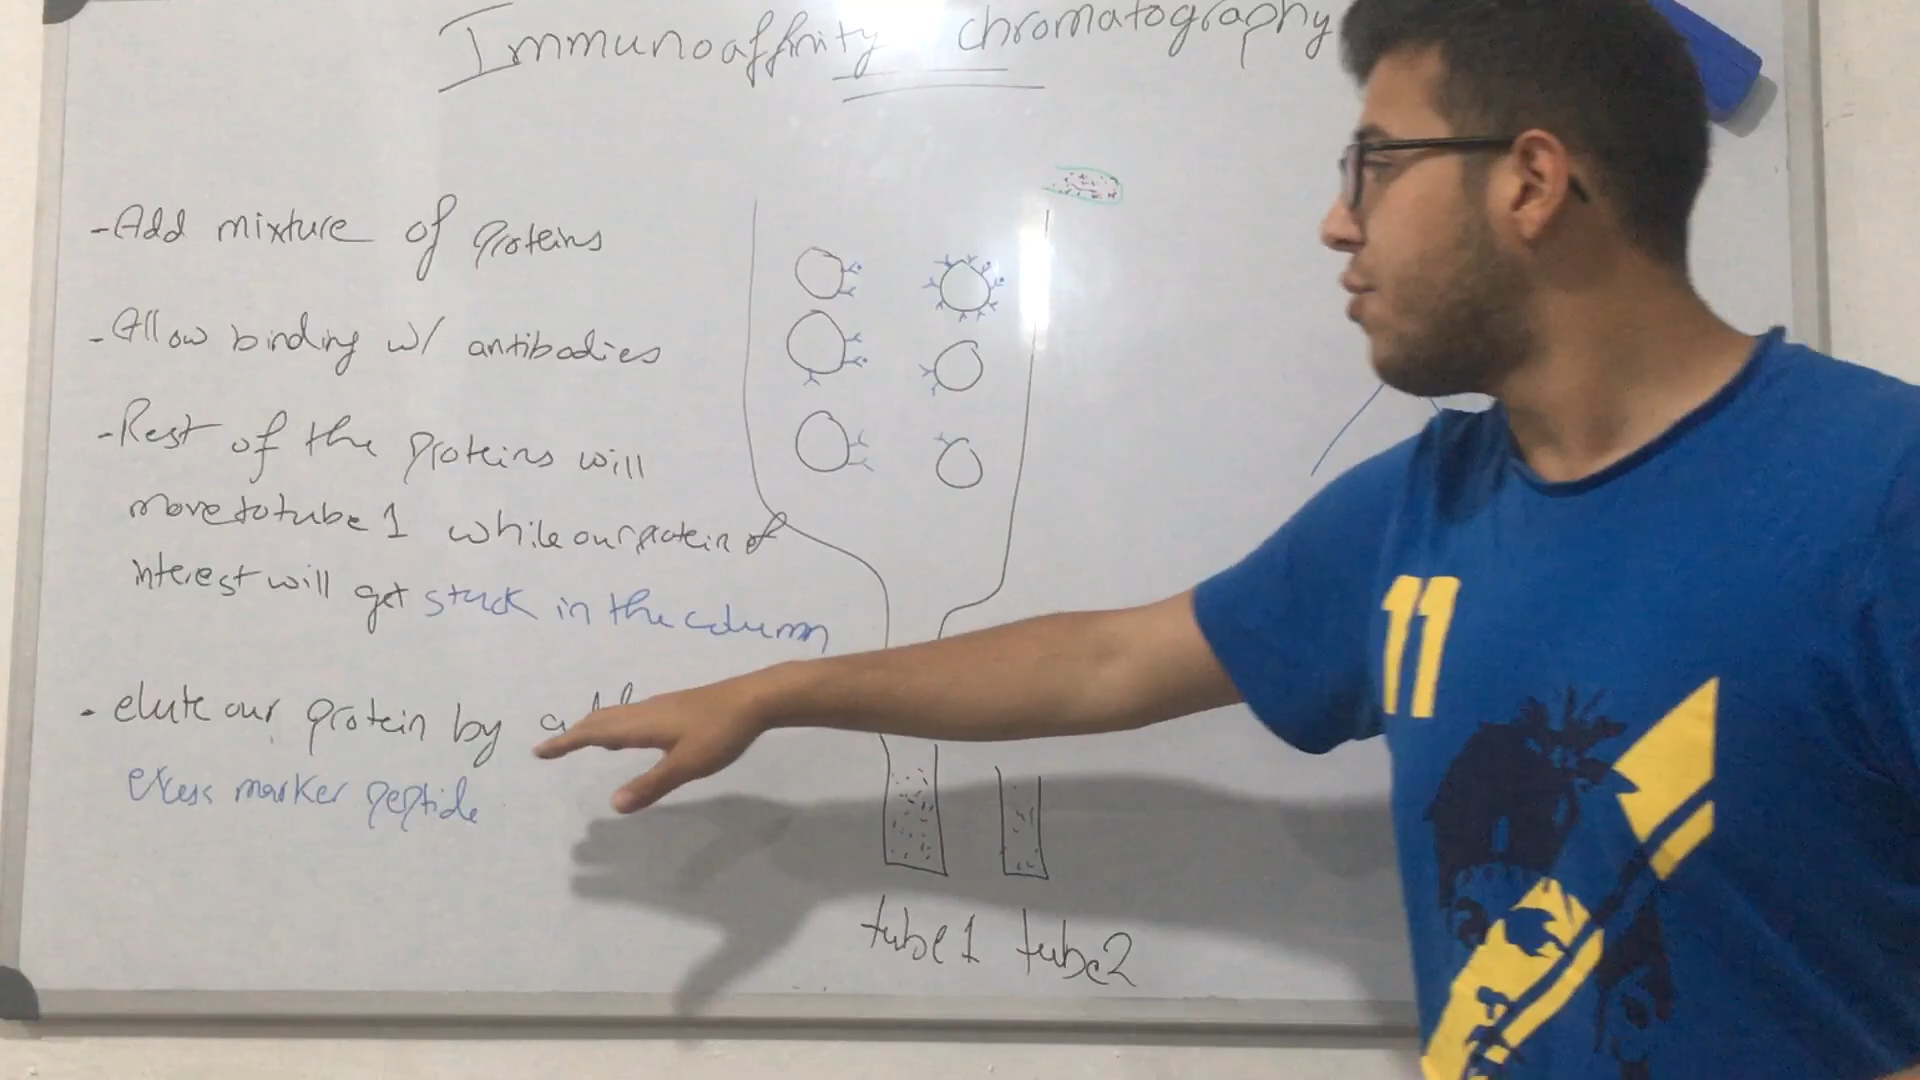 Immunoaffinity chromatography
- Add mixture of proteins
- Allow binding w/ antibodies
- Rest of the proteins will
move to tube 1 while our protein of
interest will get stuck in the column
- elute our protein by
marker peptide
tube 1 tube 2
11